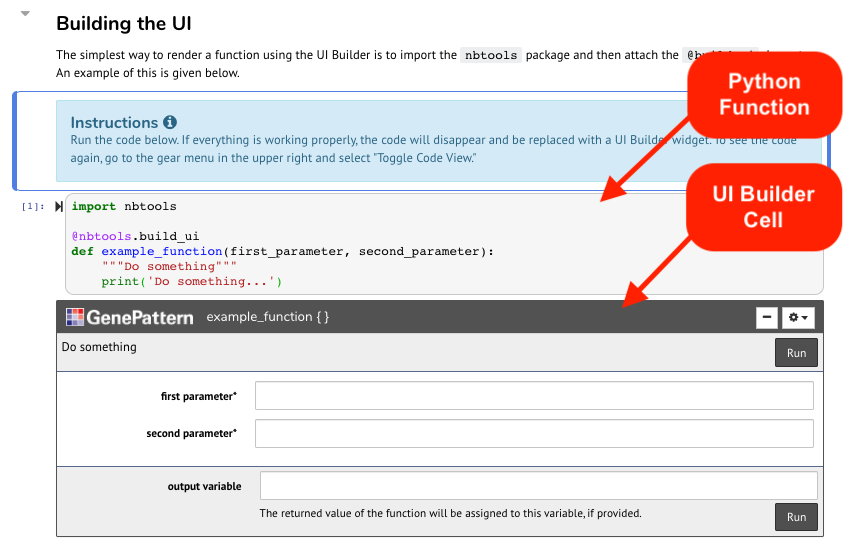 Building the UI
The simplest way to render a function using the UI Builder is to import the nbtools package and then attach the
An example of this is given below.
Python
Function
Instructions
Run the code below. If everything is working properly, the code will disappear and be replaced with a UI Builder widget. To see the code
again, go to the gear menu in the upper right and select "Toggle Code View."
UI Builder
Cell
[1]:
import nbtools
@nbtools.build_ui
def example_function(first_parameter, second_parameter):
"""Do something"""
print('Do something...')
GenePattern example_function { }
Do something
Run
first parameter*
second parameter*
output variable
The returned value of the function will be assigned to this variable, if provided.
Run